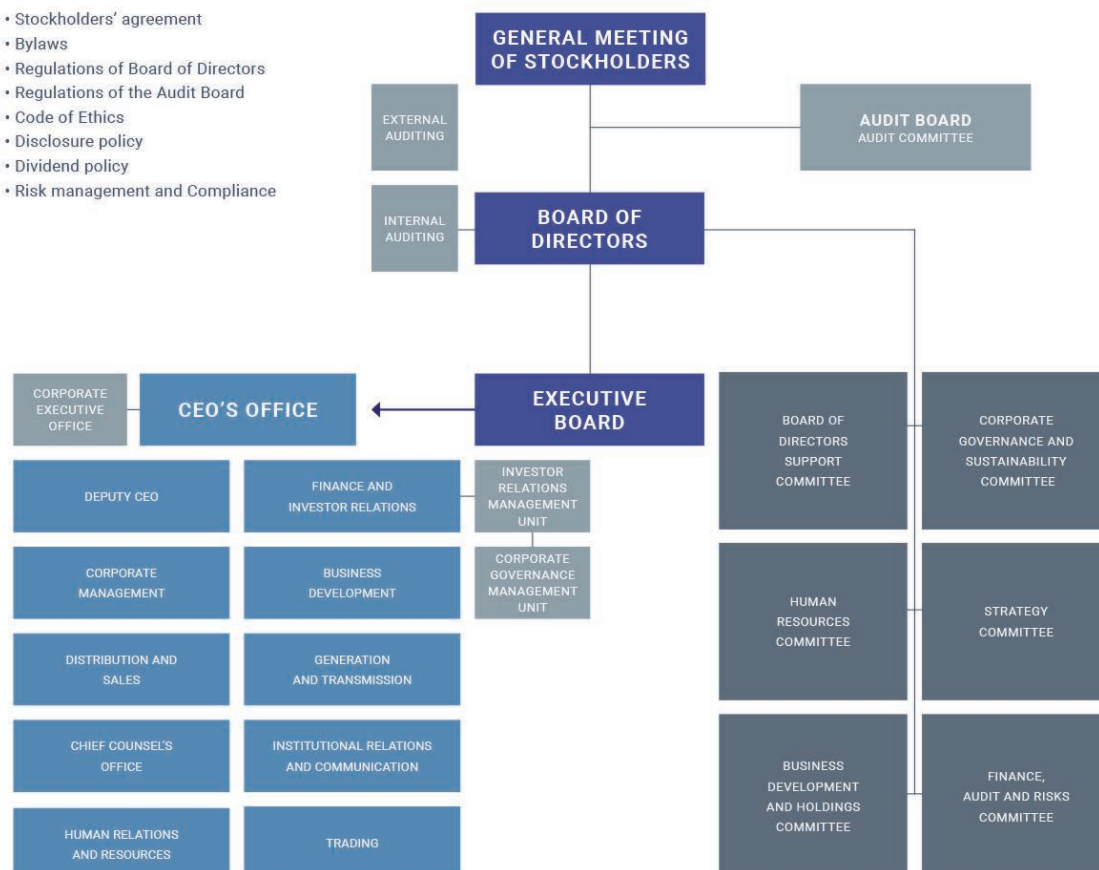 • Stockholders’ agreement
• Bylaws
• Regulations of Board of Directors
• Regulations of the Audit Board
• Code of Ethics
• Disclosure policy
• Dividend policy
• Risk management and Compliance
GENERAL MEETING
OF STOCKHOLDERS
EXTERNAL
AUDITING
AUDIT BOARD
AUDIT COMMITTEE
INTERNAL
AUDITING
BOARD OF
DIRECTORS
CORPORATE
EXECUTIVE
OFFICE
CEO’S OFFICE
EXECUTIVE
BOARD
DEPUTY CEO
FINANCE AND
INVESTOR RELATIONS
INVESTOR
RELATIONS
MANAGEMENT
UNIT
CORPORATE
MANAGEMENT
BUSINESS
DEVELOPMENT
CORPORATE
GOVERNANCE
MANAGEMENT
UNIT
DISTRIBUTION AND
SALES
GENERATION
AND TRANSMISSION
CHIEF COUNSEL’S
OFFICE
INSTITUTIONAL RELATIONS
AND COMMUNICATION
HUMAN RELATIONS
AND RESOURCES
TRADING
BOARD OF
DIRECTORS
SUPPORT
COMMITTEE
CORPORATE
GOVERNANCE AND
SUSTAINABILITY
COMMITTEE
HUMAN
RESOURCES
COMMITTEE
STRATEGY
COMMITTEE
BUSINESS
DEVELOPMENT
AND HOLDINGS
COMMITTEE
FINANCE,
AUDIT AND RISKS
COMMITTEE